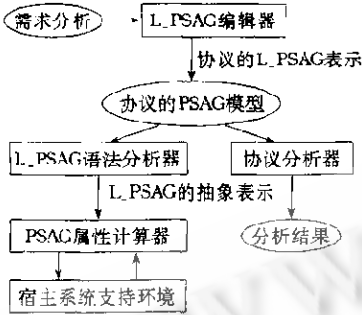 需求分析 L_PSAG编辑器
协议的L_PSAG表示
协议的PSAG模型
L_PSAG语法分析器 协议分析器
L_PSAG的抽象表示
PSAG属性计算器 分析结果
宿主系统支持环境